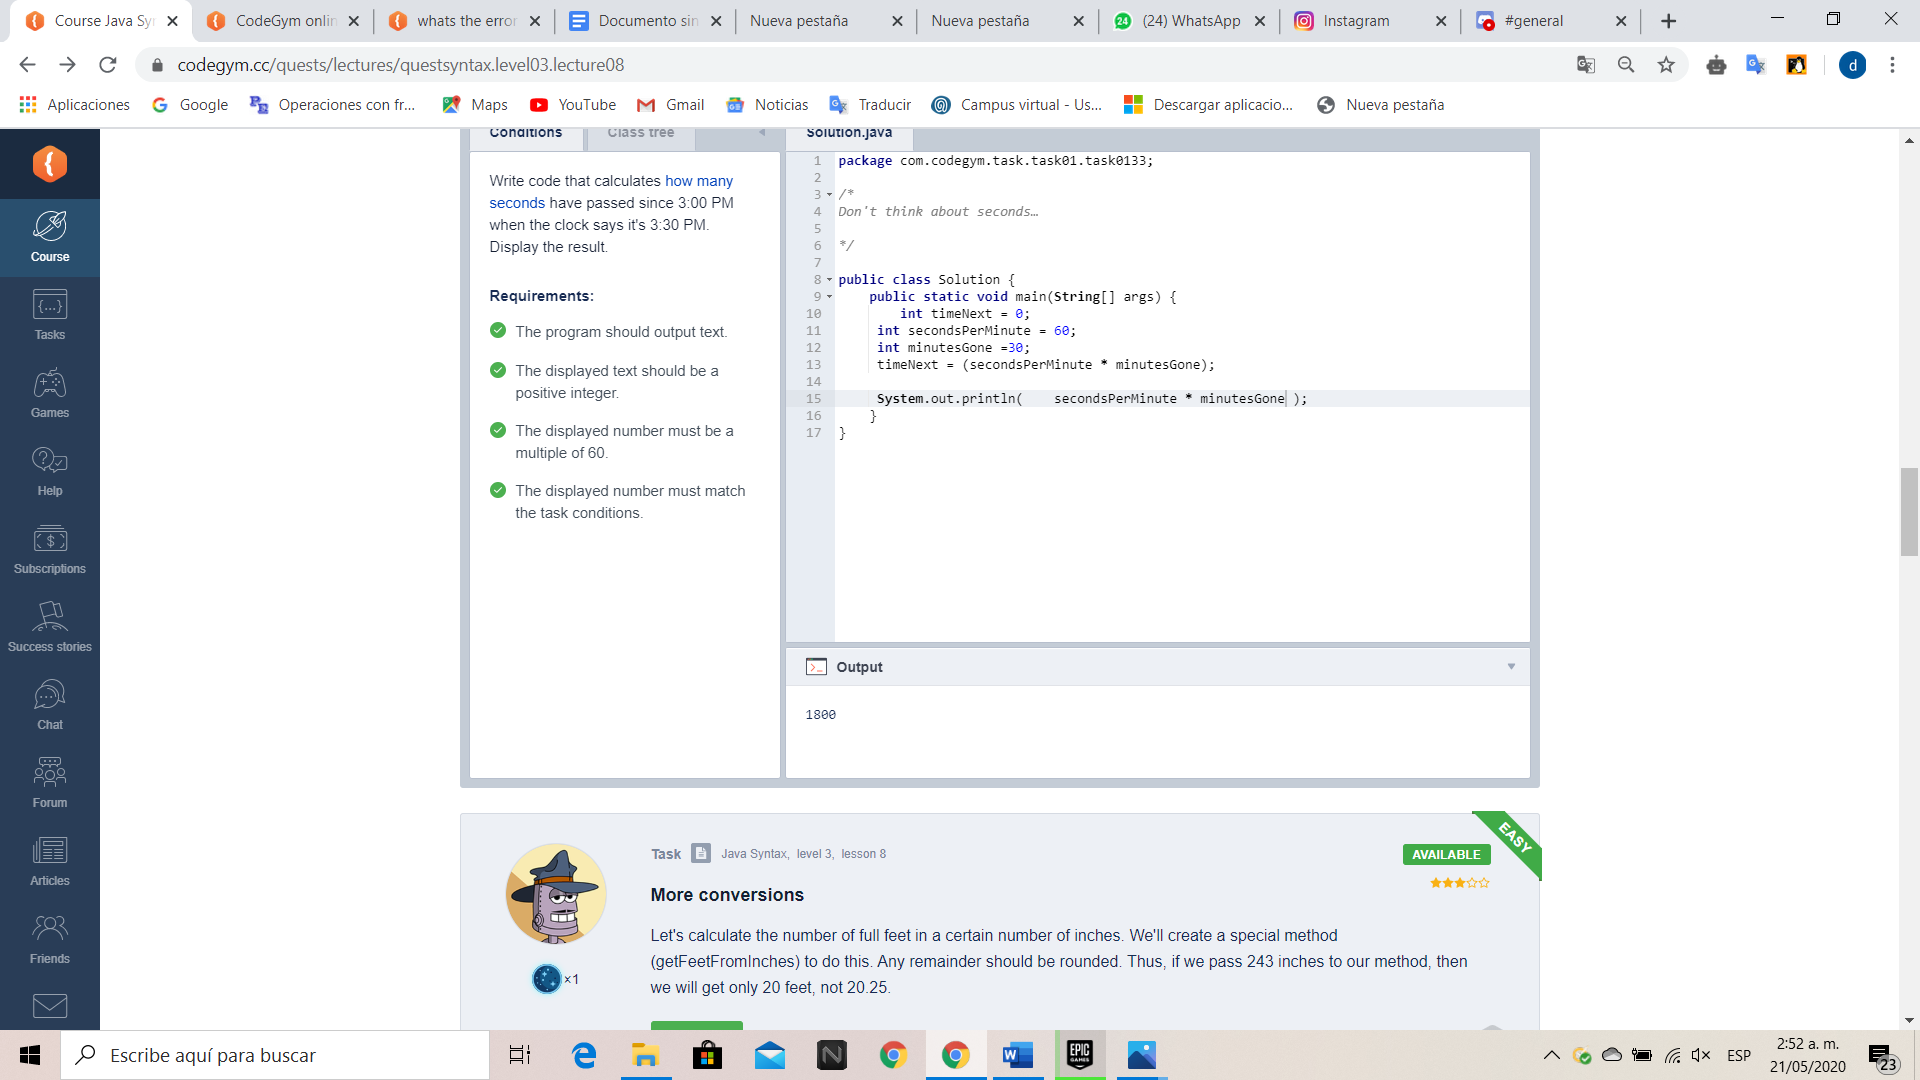 Course Java Sy
CodeGym onlin
whats the error
Documento sin
Nueva pestaña
Nueva pestaña
(24) WhatsApp
Instagram
#general
codegym.cc/quests/lectures/questsyntax.level03.lecture08
d
Aplicaciones
Google
Operaciones con fr...
Maps
YouTube
Gmail
Noticias
Traducir
Campus virtual - Us...
Descargar aplicacio...
Nueva pestaña
Course
Tasks
Games
Help
Subscriptions
Success stories
Chat
Forum
Articles
Friends
Conditions
Class tree
Write code that calculates how many
seconds have passed since 3:00 PM
when the clock says it's 3:30 PM.
Display the result.
Requirements:
The program should output text.
The displayed text should be a
positive integer.
The displayed number must be a
multiple of 60.
The displayed number must match
the task conditions.
Solution.java
1 package com.codegym.task.task01.task0133;
2
3 /*
4 Don't think about seconds…
5
6 */
7
8 public class Solution {
9 public static void main(String[] args) {
10 int timeNext = 0;
11 int secondsPerMinute = 60;
12 int minutesGone =30;
13 timeNext = (secondsPerMinute * minutesGone);
14
15 System.out.println( secondsPerMinute * minutesGone );
16 }
17 }
Output
1800
Task Java Syntax, level 3, lesson 8
AVAILABLE
EASY
More conversions
Let's calculate the number of full feet in a certain number of inches. We'll create a special method
(getFeetFromInches) to do this. Any remainder should be rounded. Thus, if we pass 243 inches to our method, then
we will get only 20 feet, not 20.25.
x1
Escribe aquí para buscar
EPIC
GAMES
ESP
2:52 a. m.
21/05/2020
23